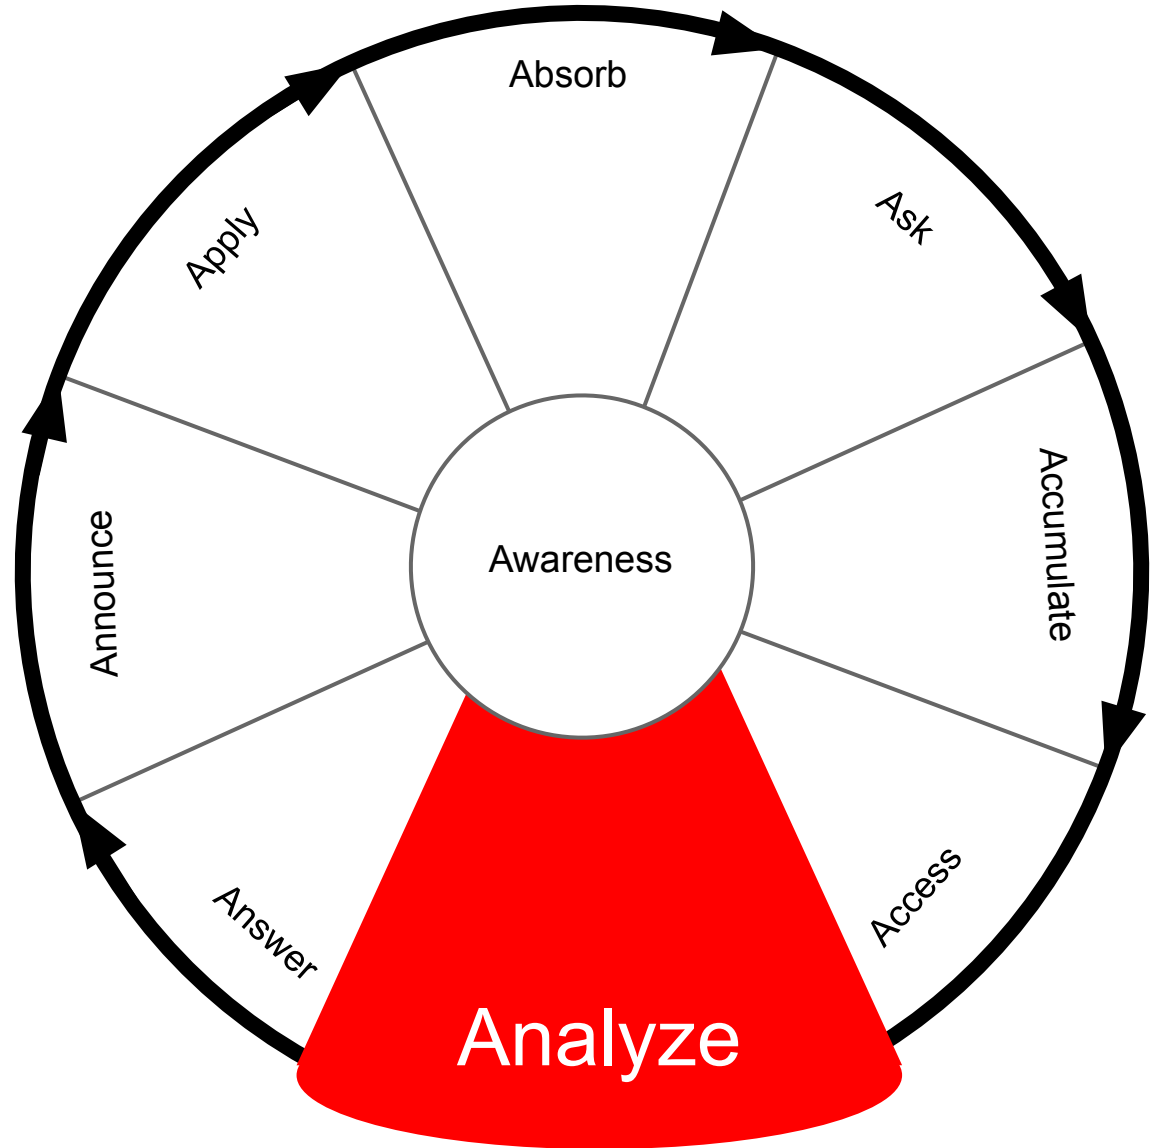 Absorb
Ask
Accumulate
Access
Analyze
Answer
Announce
Apply
Awareness